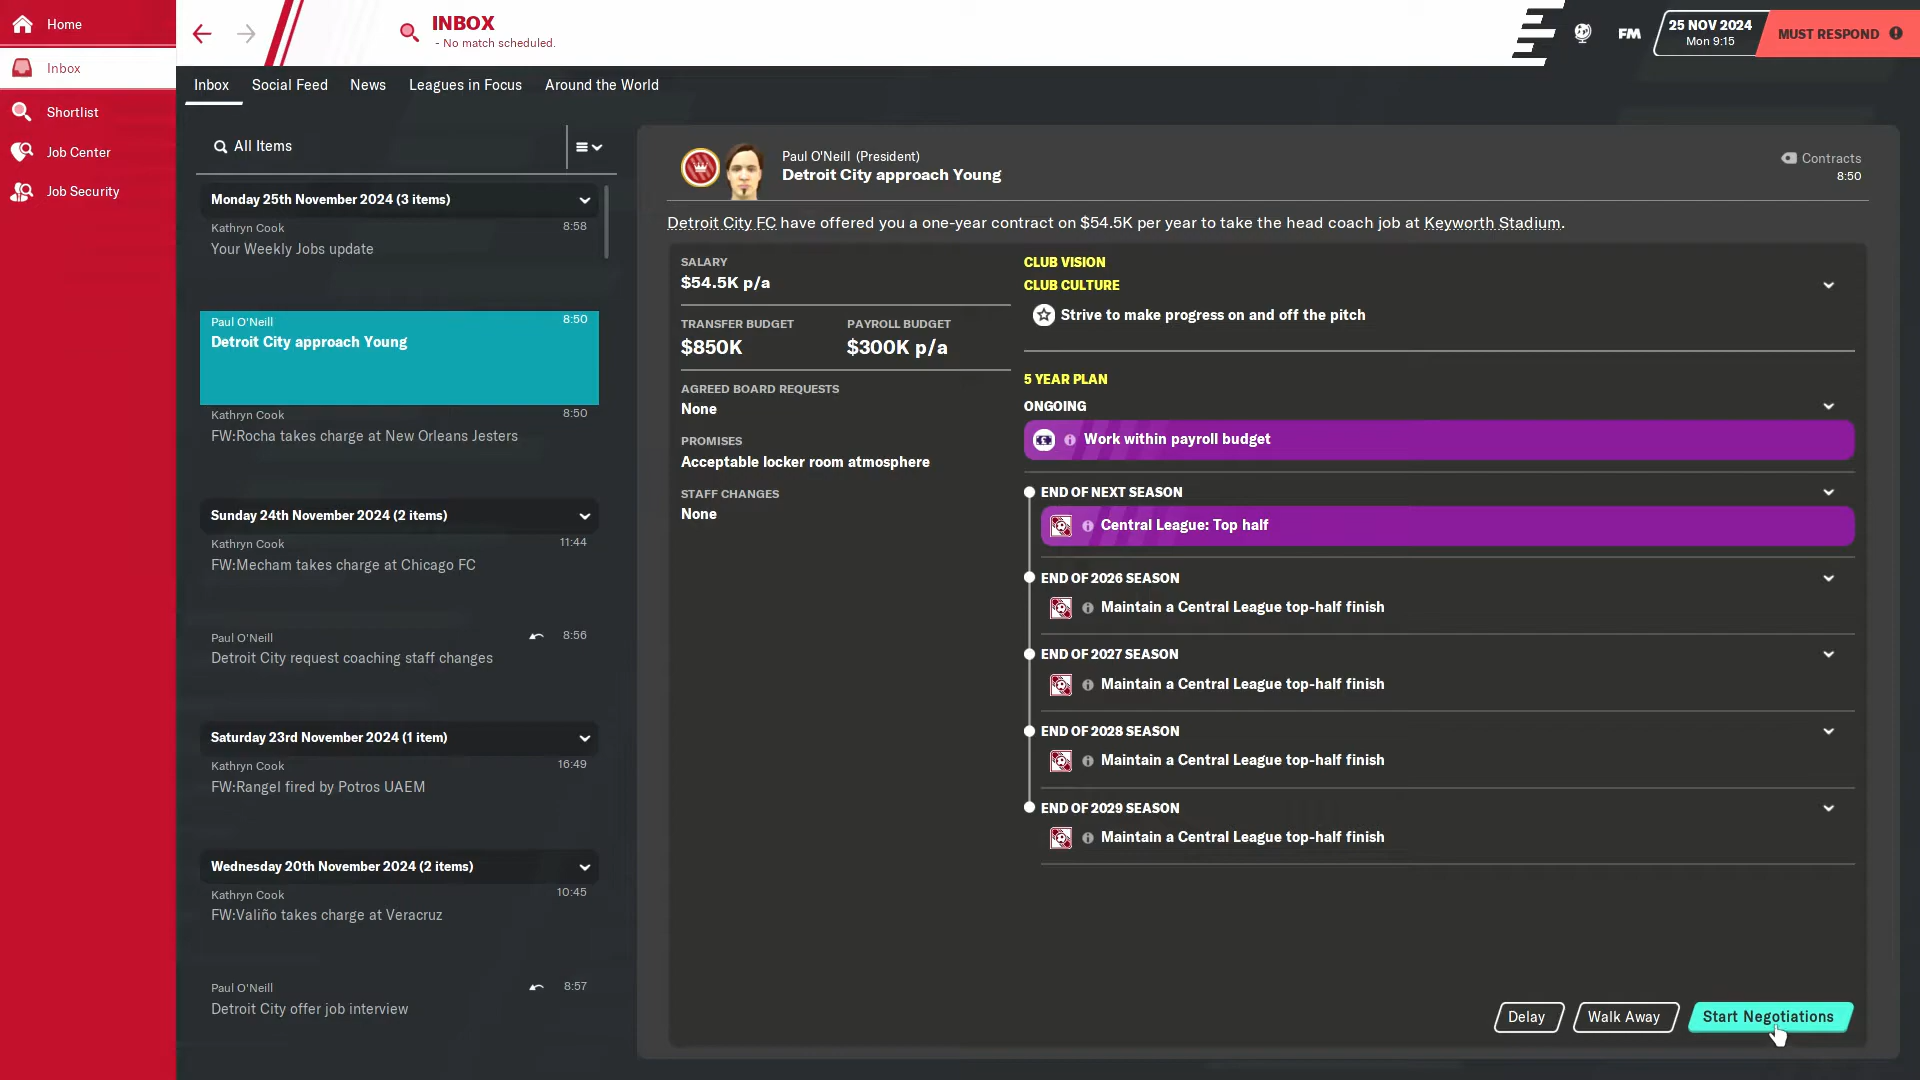 Home
Inbox
Shortlist
Job Center
Job Security
INBOX
- No match scheduled.
FM
25 NOV 2024
Mon 9:15
MUST RESPOND
Inbox
Social Feed
News
Leagues in Focus
Around the World
All Items
Monday 25th November 2024 (3 items)
Kathryn Cook
8:58
Your Weekly Jobs update
Paul O'Neill
8:50
Detroit City approach Young
Kathryn Cook
8:50
FW:Rocha takes charge at New Orleans Jesters
Sunday 24th November 2024 (2 items)
Kathryn Cook
11:44
FW:Mecham takes charge at Chicago FC
Paul O'Neill
8:56
Detroit City request coaching staff changes
Saturday 23rd November 2024 (1 item)
Kathryn Cook
16:49
FW:Rangel fired by Potros UAEM
Wednesday 20th November 2024 (2 items)
Kathryn Cook
10:45
FW:Valiño takes charge at Veracruz
Paul O'Neill
8:57
Detroit City offer job interview
Paul O'Neill (President)
Detroit City approach Young
Contracts
8:50
Detroit City FC have offered you a one-year contract on $54.5K per year to take the head coach job at Keyworth Stadium.
SALARY
$54.5K p/a
TRANSFER BUDGET
$850K
PAYROLL BUDGET
$300K p/a
AGREED BOARD REQUESTS
None
PROMISES
Acceptable locker room atmosphere
STAFF CHANGES
None
CLUB VISION
CLUB CULTURE
Strive to make progress on and off the pitch
5 YEAR PLAN
ONGOING
Work within payroll budget
END OF NEXT SEASON
Central League: Top half
END OF 2026 SEASON
Maintain a Central League top-half finish
END OF 2027 SEASON
Maintain a Central League top-half finish
END OF 2028 SEASON
Maintain a Central League top-half finish
END OF 2029 SEASON
Maintain a Central League top-half finish
Delay
Walk Away
Start Negotiations